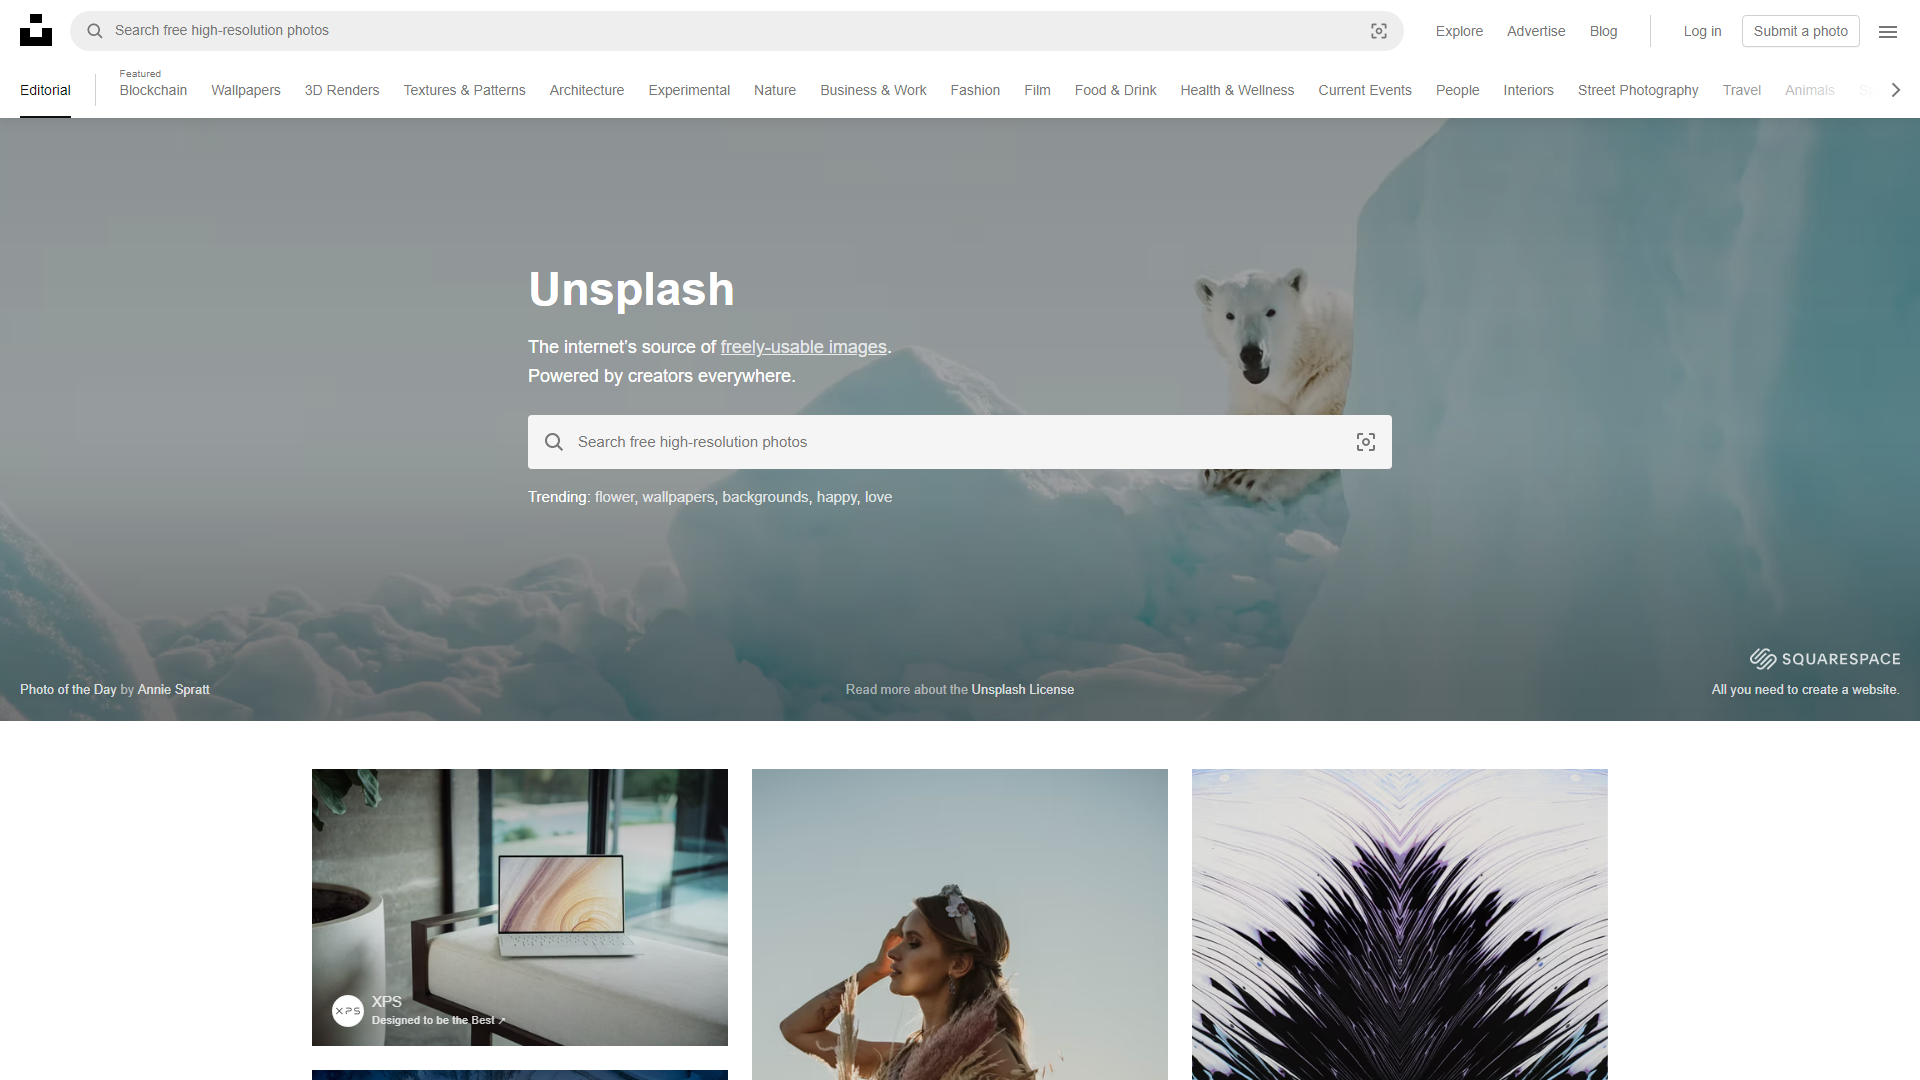 Search free high-resolution photos
Explore Advertise Blog Log in Submit a photo
Featured
Editorial Blockchain Wallpapers 3D Renders Textures & Patterns Architecture Experimental Nature Business & Work Fashion Film Food & Drink Health & Wellness Current Events People Interiors Street Photography Travel Animals
Unsplash
The internet's source of freely-usable images.
Powered by creators everywhere.
Search free high-resolution photos
Trending: flower, wallpapers, backgrounds, happy, love
SQUARESPACE
Photo of the Day by Annie Spratt
Read more about the Unsplash License
All you need to create a website.
XPS
XPS
Designed to be the Best ↗